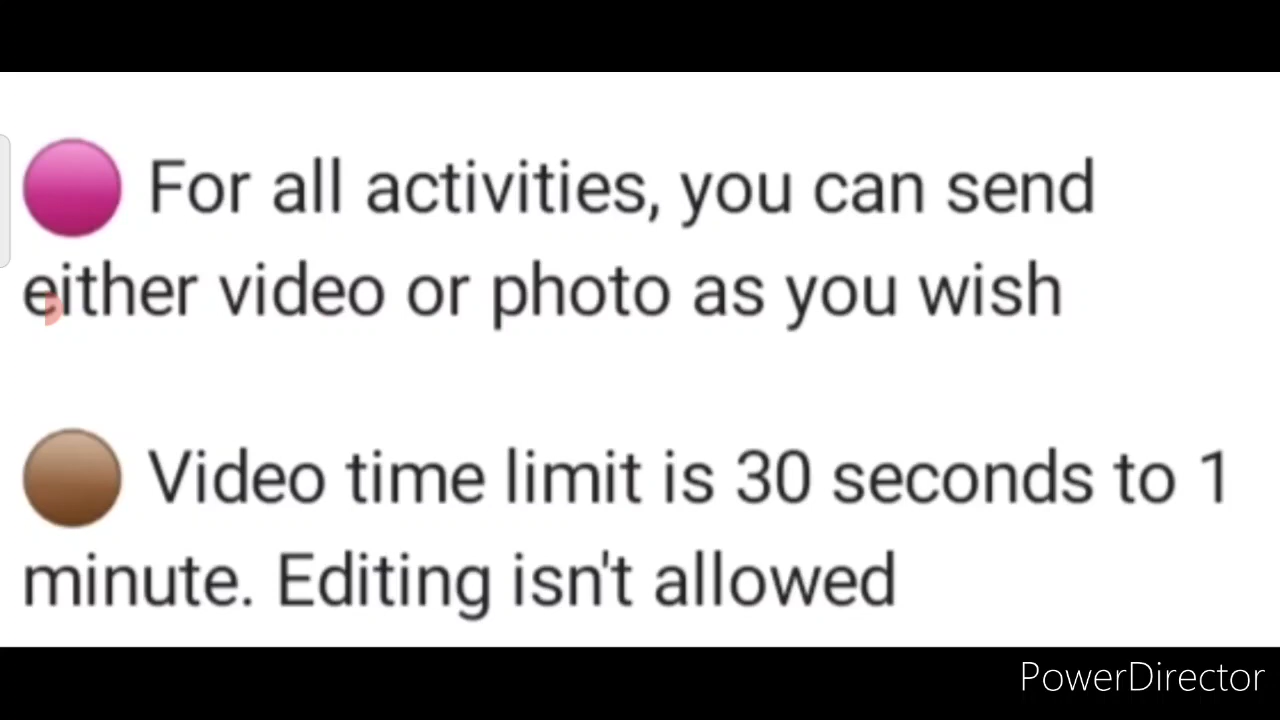 For all activities, you can send
either video or photo as you wish
Video time limit is 30 seconds to 1
minute. Editing isn't allowed
PowerDirector